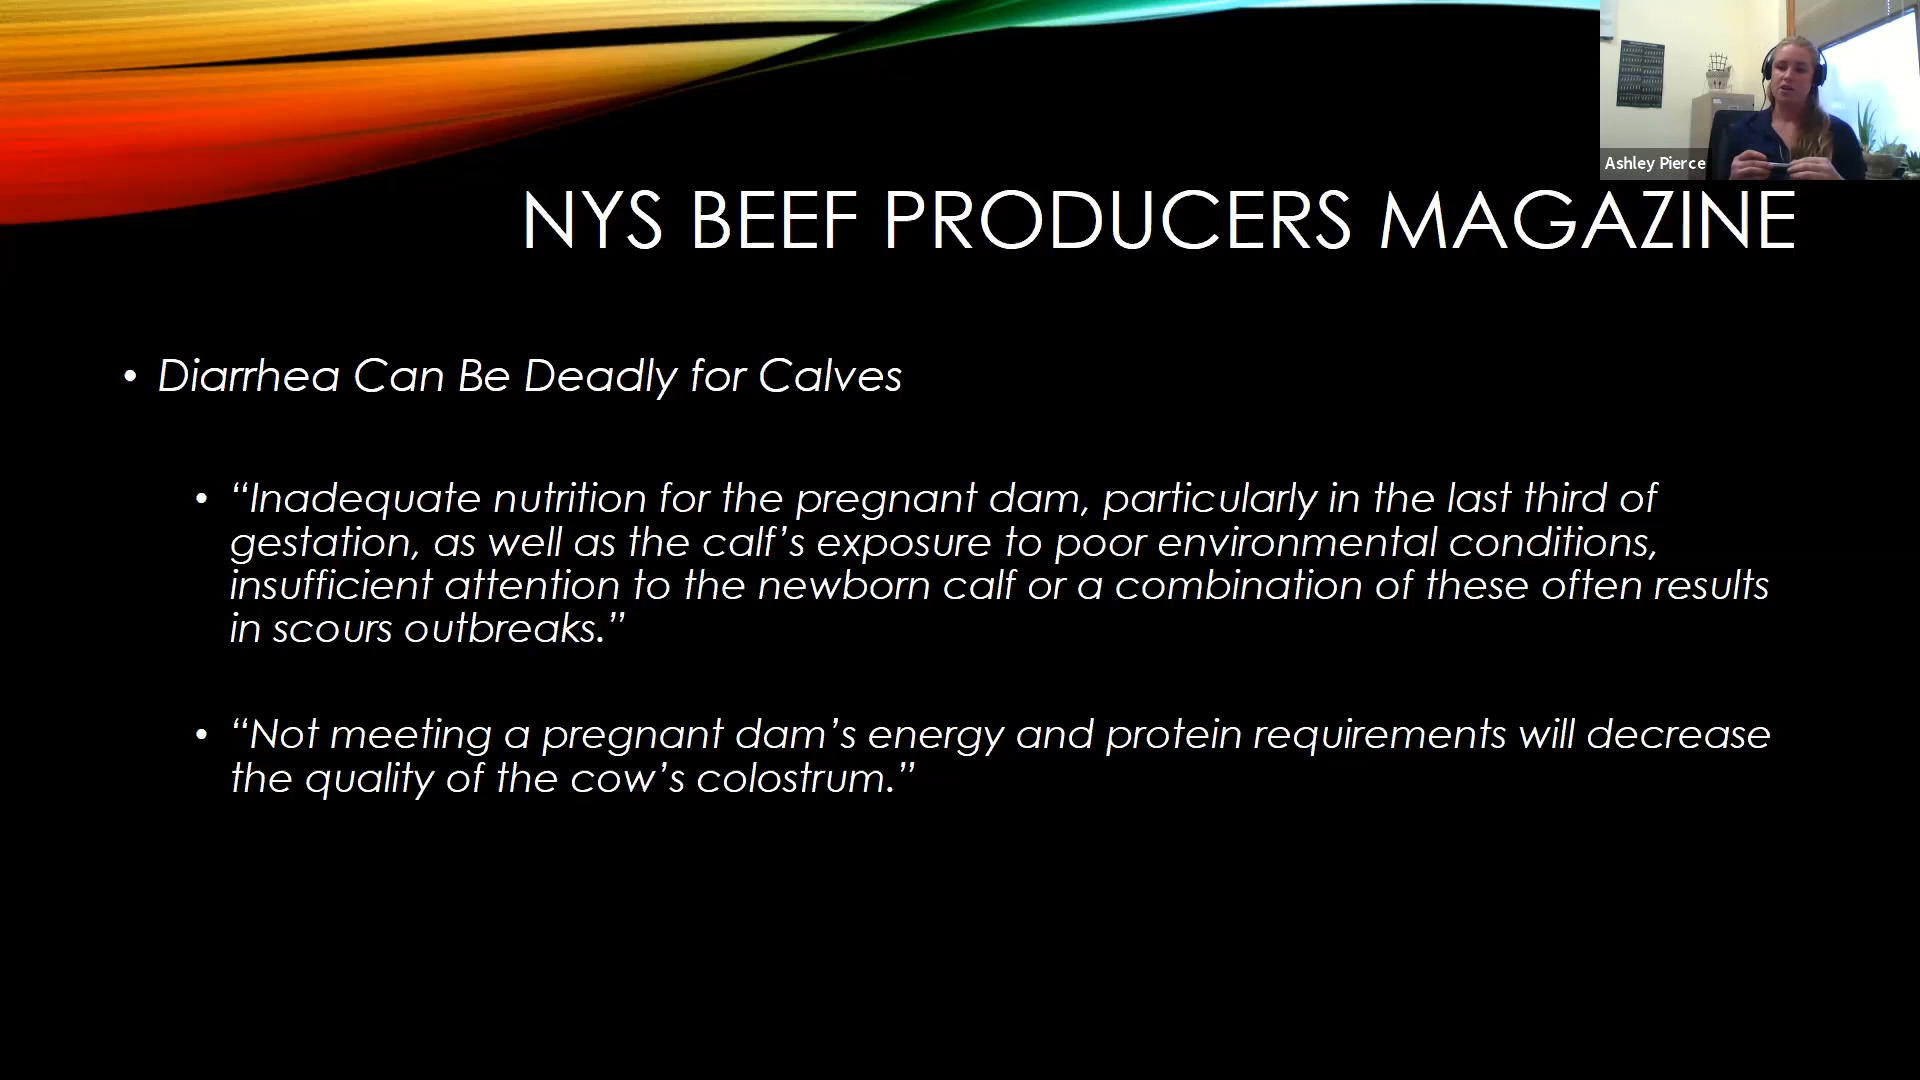 Ashley Pierce
NYS BEEF PRODUCERS MAGAZINE
• Diarrhea Can Be Deadly for Calves
• “Inadequate nutrition for the pregnant dam, particularly in the last third of
gestation, as well as the calf’s exposure to poor environmental conditions,
insufficient attention to the newborn calf or a combination of these often results
in scours outbreaks.”
• “Not meeting a pregnant dam’s energy and protein requirements will decrease
the quality of the cow’s colostrum.”